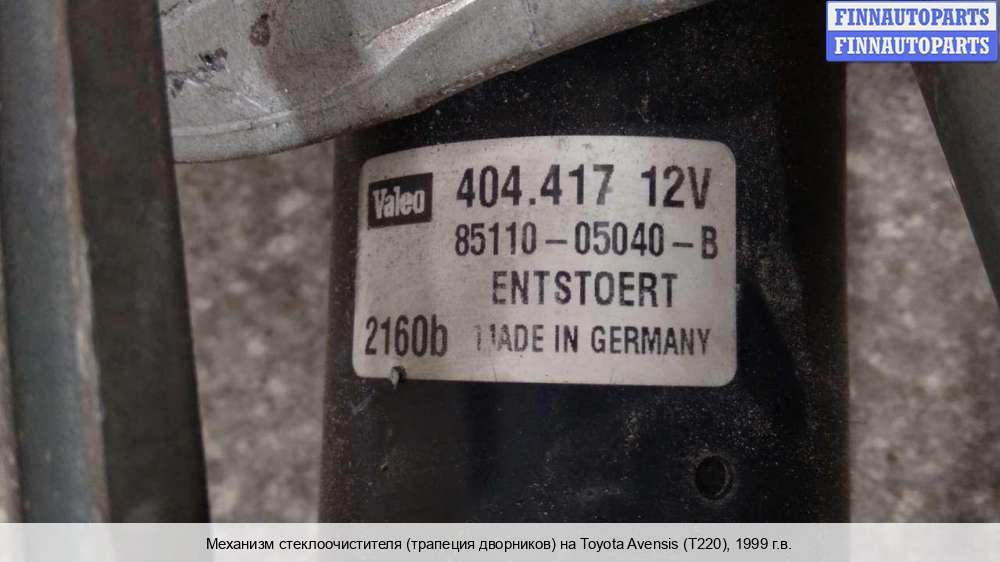 FINNAUTOPARTS
FINNAUTOPARTS
Valeo 404.417 12V
85110-05040-B
ENTSTOERT
2160b MADE IN GERMANY
Механизм стеклоочистителя (трапеция дворников) на Toyota Avensis (T220), 1999 г.в.